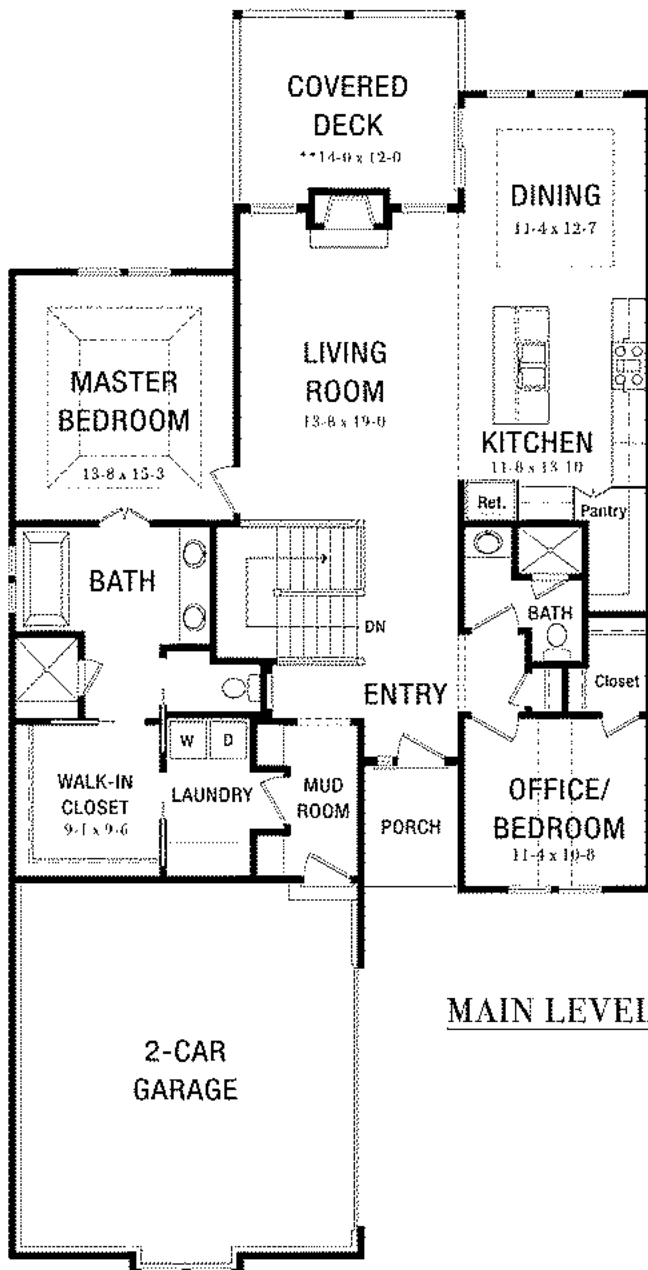 COVERED
DECK
**14-0 x 12-0
DINING
11-4 x 12-7
LIVING
ROOM
13-8 x 19-0
MASTER
BEDROOM
13-8 x 15-3
KITCHEN
11-8 x 13-10
Ref.
Pantry
BATH
DN
BATH
ENTRY
Closet
W
D
WALK-IN
CLOSET
9-1 x 9-6
LAUNDRY
MUD
ROOM
PORCH
OFFICE/
BEDROOM
11-4 x 10-8
MAIN LEVEL
2-CAR
GARAGE